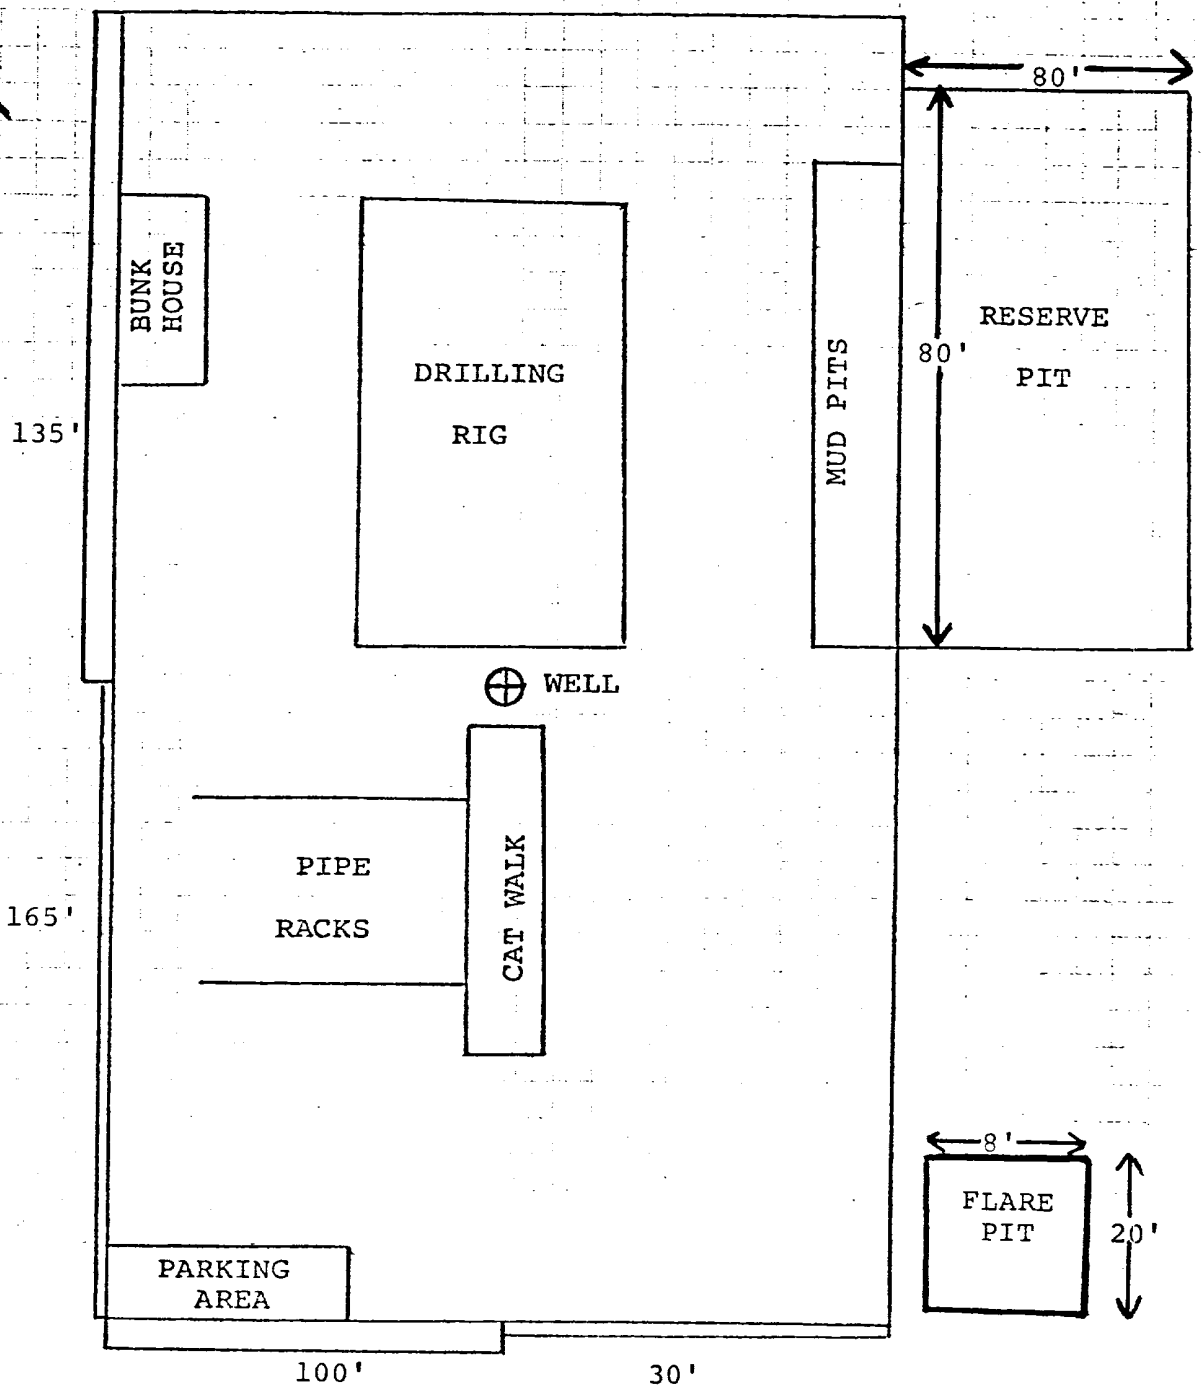 80'
BUNK
HOUSE
DRILLING
RIG
MUD PITS
80'
RESERVE
PIT
135'
WELL
PIPE
RACKS
CAT WALK
165'
8'
FLARE
PIT
20'
PARKING
AREA
100'
30'